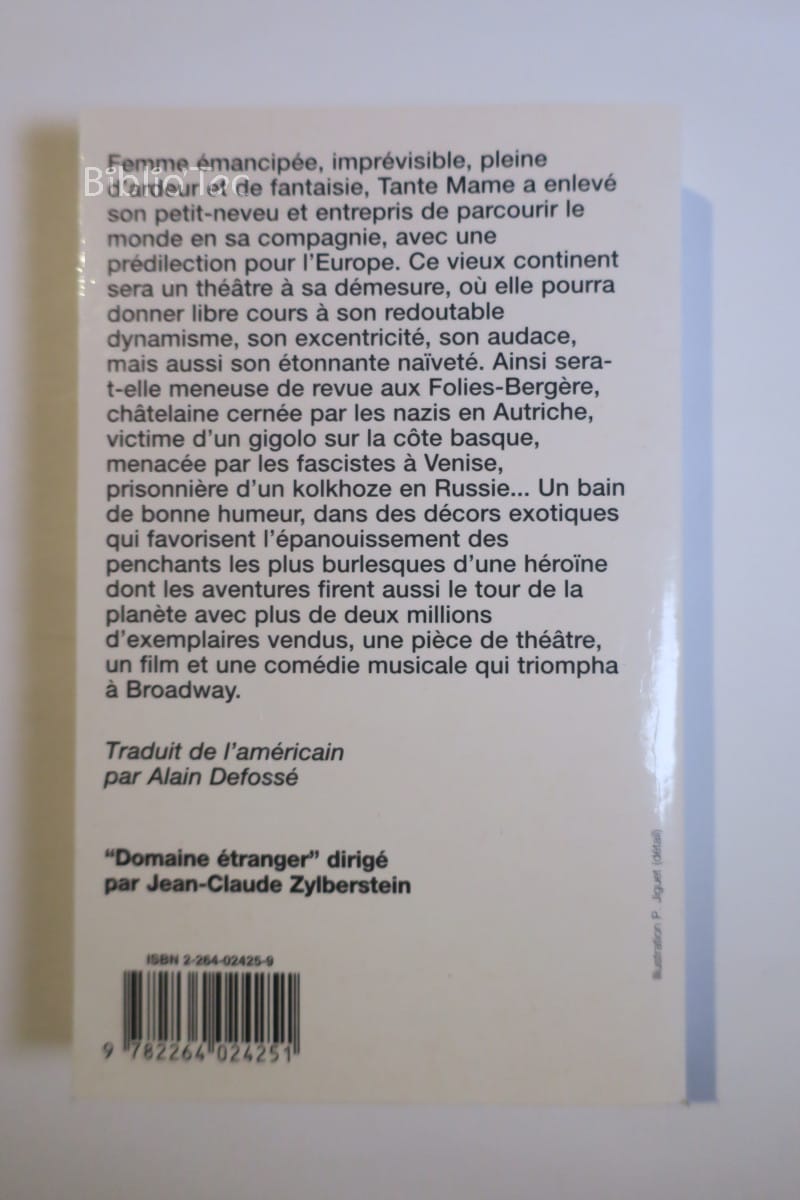 Femme émancipée, imprévisible, pleine
Biblio'Tac
d'ardeur et de fantaisie, Tante Mame a enlevé
son petit-neveu et entrepris de parcourir le
monde en sa compagnie, avec une
prédilection pour l'Europe. Ce vieux continent
sera un théâtre à sa démesure, où elle pourra
donner libre cours à son redoutable
dynamisme, son excentricité, son audace,
mais aussi son étonnante naïveté. Ainsi sera-
t-elle meneuse de revue aux Folies-Bergère,
châtelaine cernée par les nazis en Autriche,
victime d'un gigolo sur la côte basque,
menacée par les fascistes à Venise,
prisonnière d'un kolkhoze en Russie... Un bain
de bonne humeur, dans des décors exotiques
qui favorisent l'épanouissement des
penchants les plus burlesques d'une héroïne
dont les aventures firent aussi le tour de la
planète avec plus de deux millions
d'exemplaires vendus, une pièce de théâtre,
un film et une comédie musicale qui triompha
à Broadway.
Traduit de l'américain
par Alain Defossé
"Domaine étranger" dirigé
par Jean-Claude Zylberstein
Illustration P. Jiguet (détail)
ISBN 2-264-02425-9
9 782264 024251